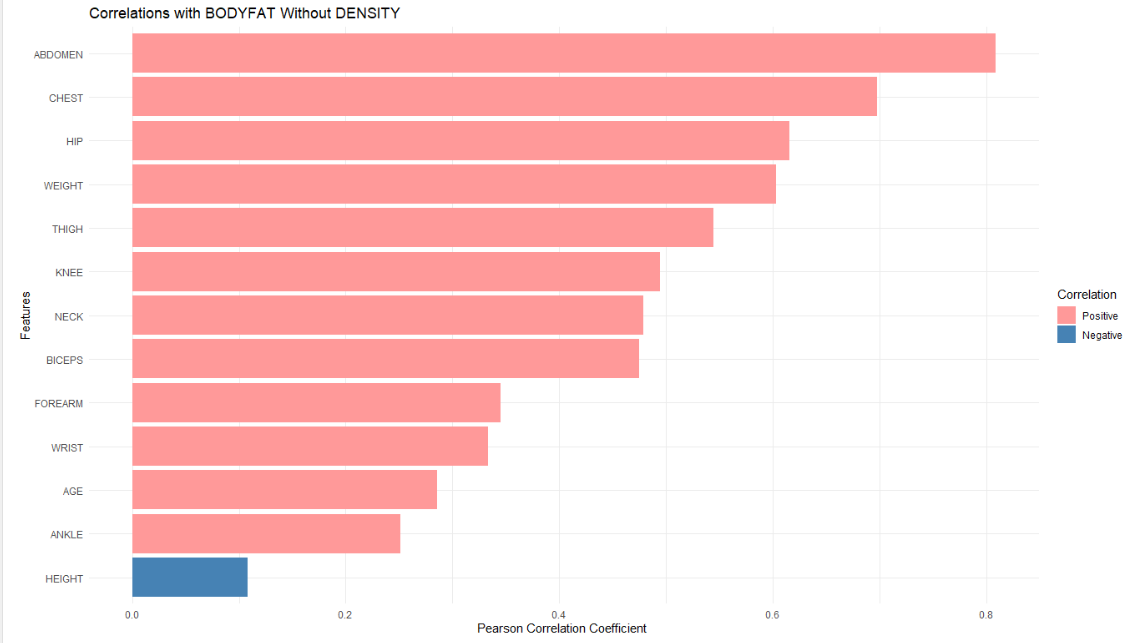 Correlations with BODYFAT Without DENSITY
ABDOMEN
CHEST
HIP
WEIGHT
THIGH
KNEE
NECK
BICEPS
FOREARM
WRIST
AGE
ANKLE
HEIGHT
Features
0.0 0.2 0.4 0.6 0.8
Pearson Correlation Coefficient
Correlation
Positive
Negative